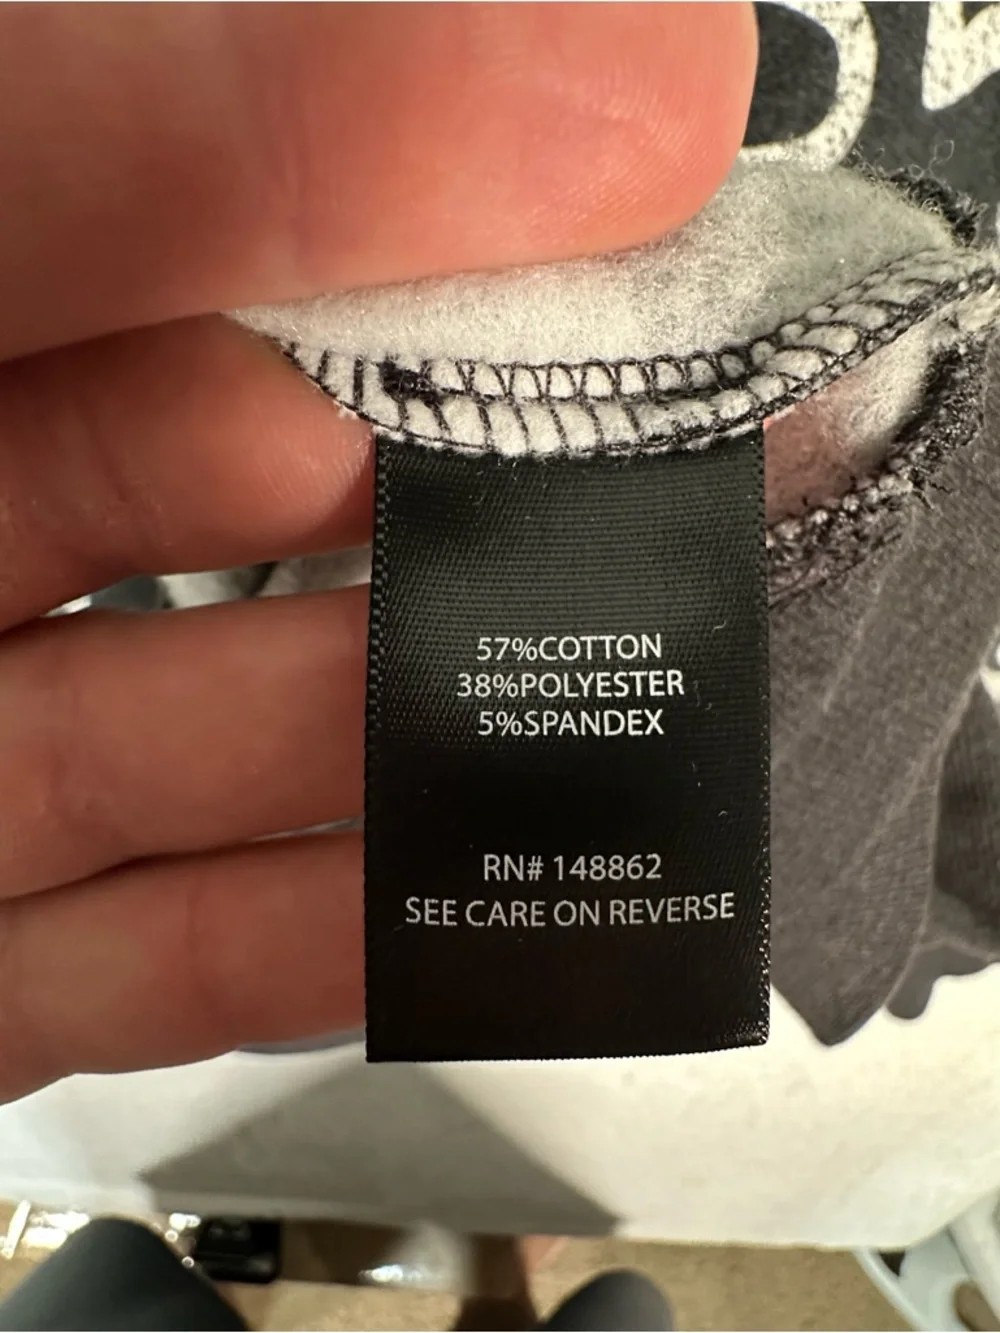 57%COTTON
38%POLYESTER
5%SPANDEX
RN# 148862
SEE CARE ON REVERSE